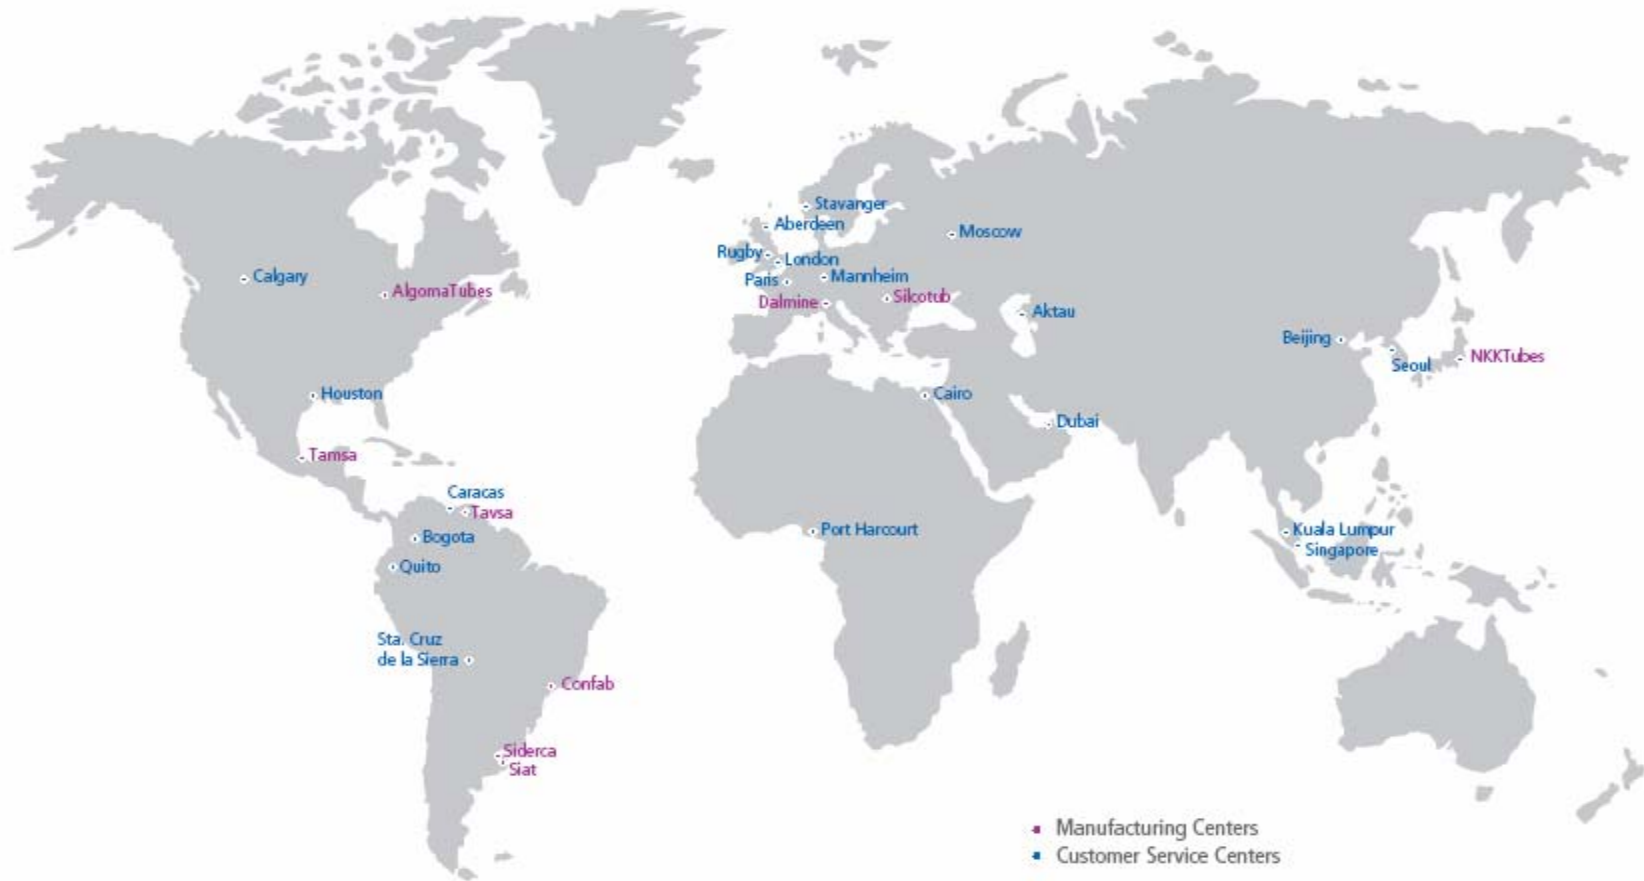 Stavanger
Aberdeen
Moscow
Rugby
London
Calgary
Paris
Mannheim
AlgomaTubes
Dalmine
Silcotub
Aktau
Beijing
Seoul
NKKTubes
Houston
Cairo
Dubai
Tamsa
Caracas
Tavsa
Bogota
Port Harcourt
Kuala Lumpur
Singapore
Quito
Sta. Cruz
de la Sierra
Confab
Siderca
Siat
Manufacturing Centers
Customer Service Centers